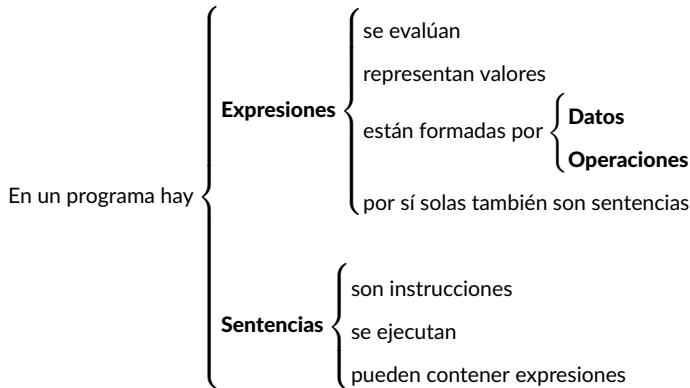 En un programa hay
Expresiones
se evalúan
representan valores
están formadas por
Datos
Operaciones
por sí solas también son sentencias
Sentencias
son instrucciones
se ejecutan
pueden contener expresiones